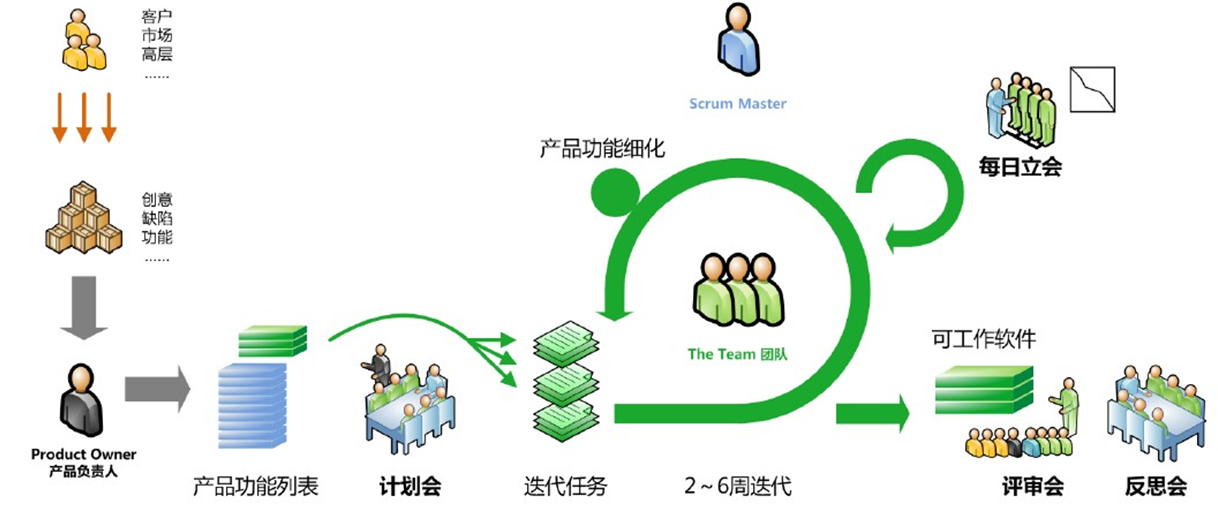 客户
市场
高层
……
创意
缺陷
功能
……
Product Owner
产品负责人
产品功能列表
计划会
迭代任务
产品功能细化
Scrum Master
The Team 团队
2～6周迭代
每日立会
可工作软件
评审会
反思会